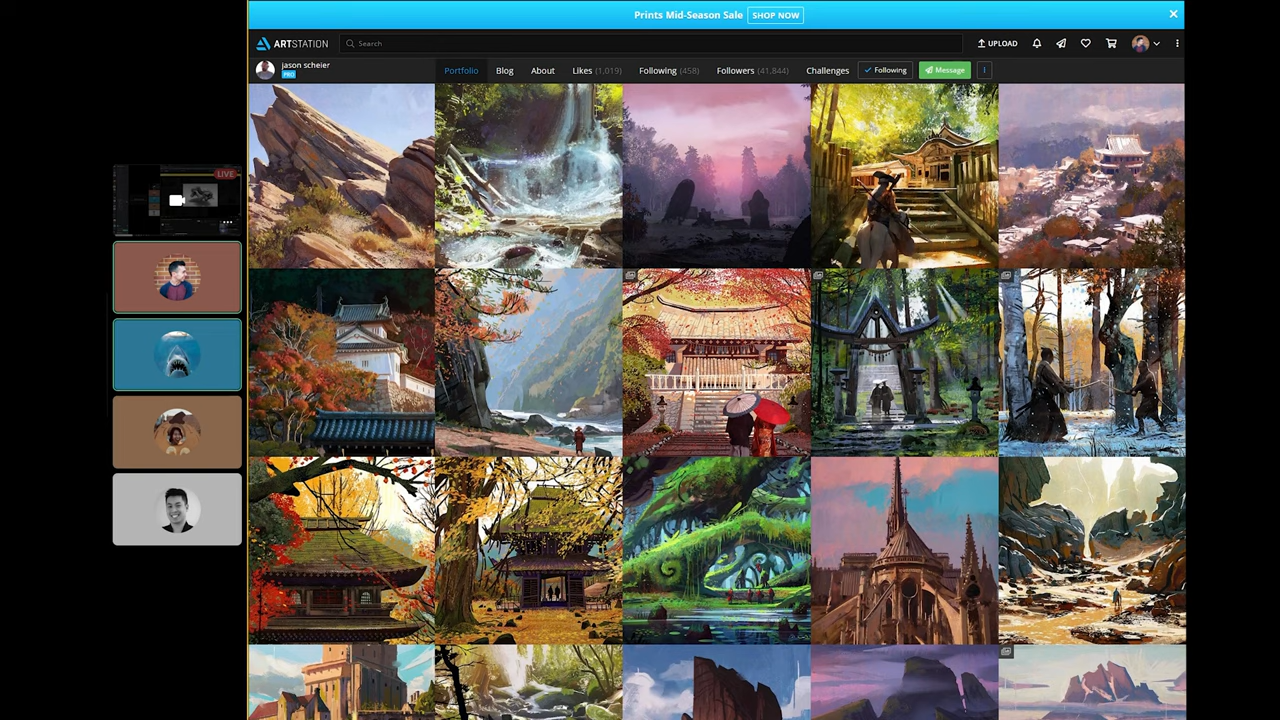 Prints Mid-Season Sale SHOP NOW
ARTSTATION Search UPLOAD
jason scheier
PRO
Portfolio Blog About Likes (1,019) Following (458) Followers (41,844) Challenges Following Message
LIVE